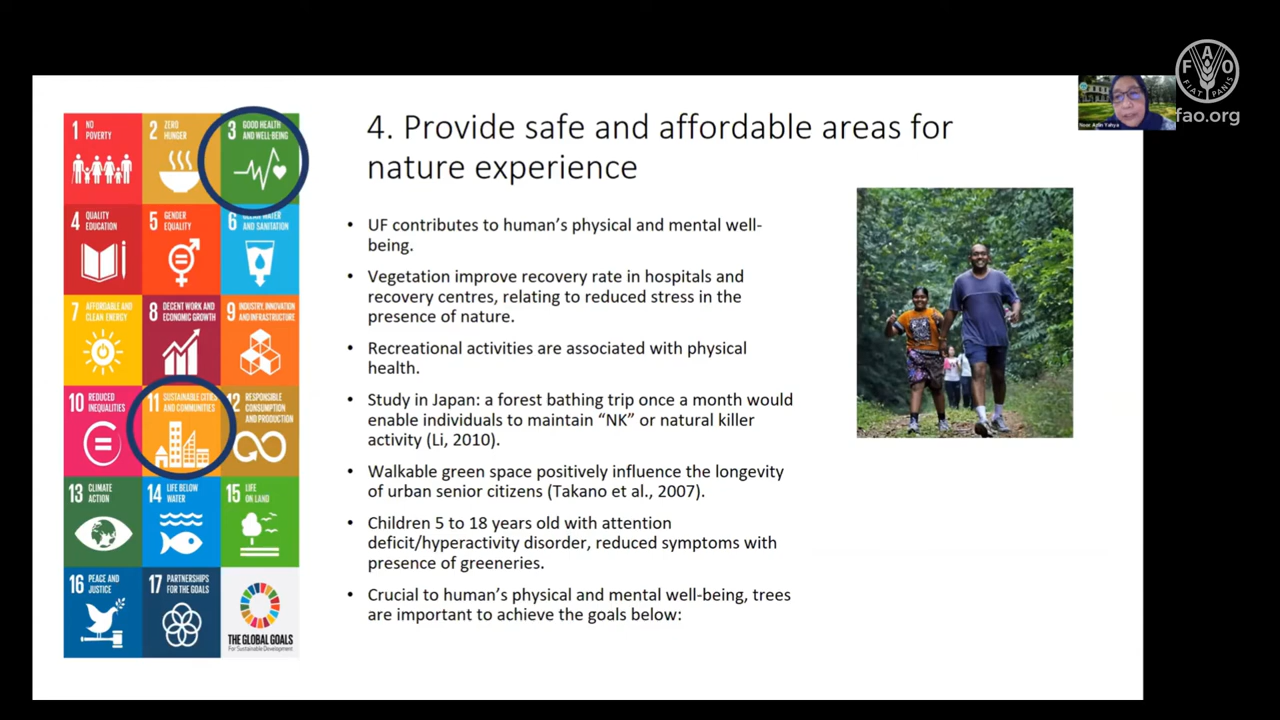 FAO
FIAT PANIS
fao.org
Noor Azlin Yahya
4. Provide safe and affordable areas for
nature experience
1 NO
POVERTY
2 ZERO
HUNGER
3 GOOD HEALTH
AND WELL-BEING
4 QUALITY
EDUCATION
5 GENDER
EQUALITY
6 CLEAN WATER
AND SANITATION
7 AFFORDABLE AND
CLEAN ENERGY
8 DECENT WORK AND
ECONOMIC GROWTH
9 INDUSTRY, INNOVATION
AND INFRASTRUCTURE
10 REDUCED
INEQUALITIES
11 SUSTAINABLE CITIES
AND COMMUNITIES
12 RESPONSIBLE
CONSUMPTION
AND PRODUCTION
13 CLIMATE
ACTION
14 LIFE BELOW
WATER
15 LIFE
ON LAND
16 PEACE AND
JUSTICE
17 PARTNERSHIPS
FOR THE GOALS
THE GLOBAL GOALS
For Sustainable Development
• UF contributes to human's physical and mental well-
being.
• Vegetation improve recovery rate in hospitals and
recovery centres, relating to reduced stress in the
presence of nature.
• Recreational activities are associated with physical
health.
• Study in Japan: a forest bathing trip once a month would
enable individuals to maintain “NK” or natural killer
activity (Li, 2010).
• Walkable green space positively influence the longevity
of urban senior citizens (Takano et al., 2007).
• Children 5 to 18 years old with attention
deficit/hyperactivity disorder, reduced symptoms with
presence of greeneries.
• Crucial to human's physical and mental well-being, trees
are important to achieve the goals below: